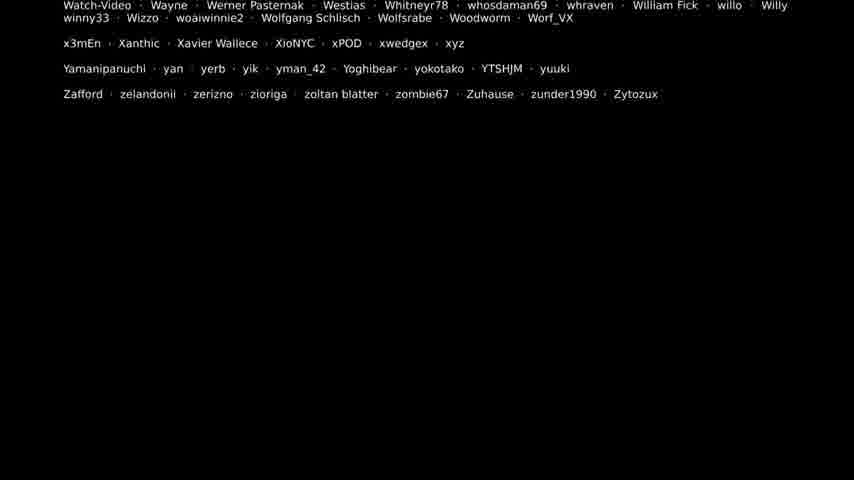 Watch-Video · Wayne · Werner Pasternak · Westias · Whitneyr78 · whosdaman69 · whraven · William Fick · willo · Willy
winny33 · Wizzo · woaiwinnie2 · Wolfgang Schlisch · Wolfsrabe · Woodworm · Worf_VX
x3mEn · Xanthic · Xavier Wallece · XioNYC · xPOD · xwedgex · xyz
Yamanipanuchi · yan · yerb · yik · yman_42 · Yoghibear · yokotako · YTSHJM · yuuki
Zafford · zelandonii · zerizno · zioriga · zoltan blatter · zombie67 · Zuhause · zunder1990 · Zytozux